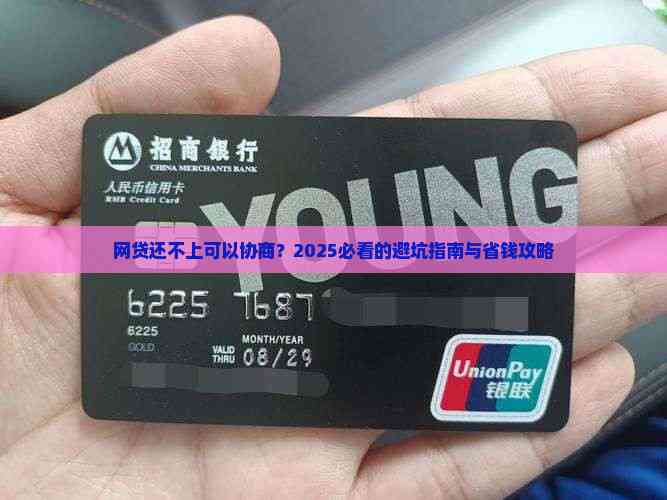 招商银行
CHINA MERCHANTS BANK
人民币信用卡
RMB Credit Card
YOUNG
网贷还不上可以协商？2025必看的避坑指南与省钱攻略
6225 7687
6225
GOLD
MONTH/YEAR
VALID THRU 08/29
UnionPay
银联